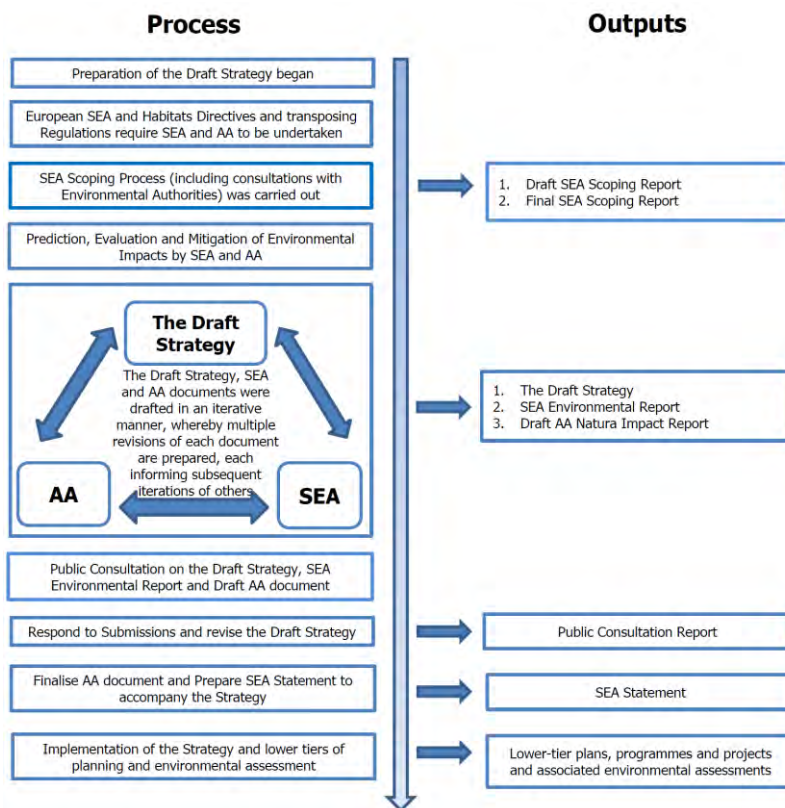 Process
Preparation of the Draft Strategy began
European SEA and Habitats Directives and transposing
Regulations require SEA and AA to be undertaken
SEA Scoping Process (including consultations with
Environmental Authorities) was carried out
Prediction, Evaluation and Mitigation of Environmental
Impacts by SEA and AA
The Draft
Strategy
The Draft Strategy, SEA
and AA documents were
drafted in an iterative
manner, whereby multiple
revisions of each document
are prepared, each
informing subsequent
iterations of others
AA
SEA
Public Consultation on the Draft Strategy, SEA
Environmental Report and Draft AA document
Respond to Submissions and revise the Draft Strategy
Finalise AA document and Prepare SEA Statement to
accompany the Strategy
Implementation of the Strategy and lower tiers of
planning and environmental assessment
Outputs
1. Draft SEA Scoping Report
2. Final SEA Scoping Report
1. The Draft Strategy
2. SEA Environmental Report
3. Draft AA Natura Impact Report
Public Consultation Report
SEA Statement
Lower-tier plans, programmes and projects
and associated environmental assessments